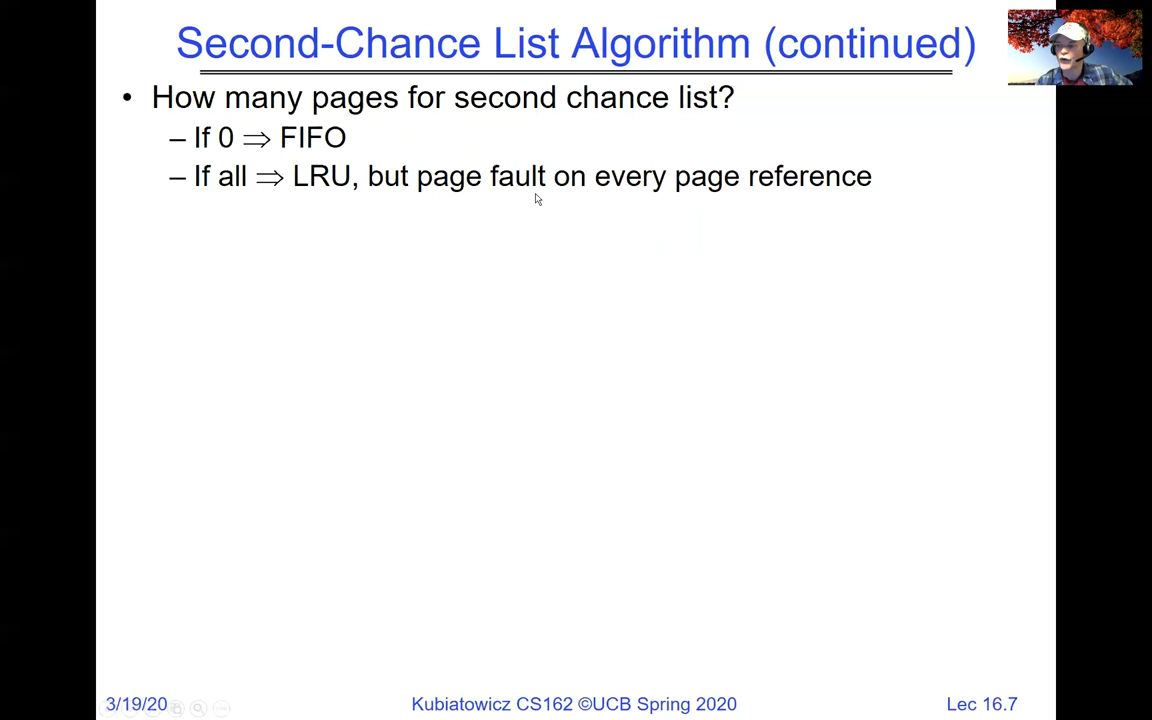 Second-Chance List Algorithm (continued)
• How many pages for second chance list?
– If 0 ⇒ FIFO
– If all ⇒ LRU, but page fault on every page reference
3/19/20
Kubiatowicz CS162 ©UCB Spring 2020
Lec 16.7